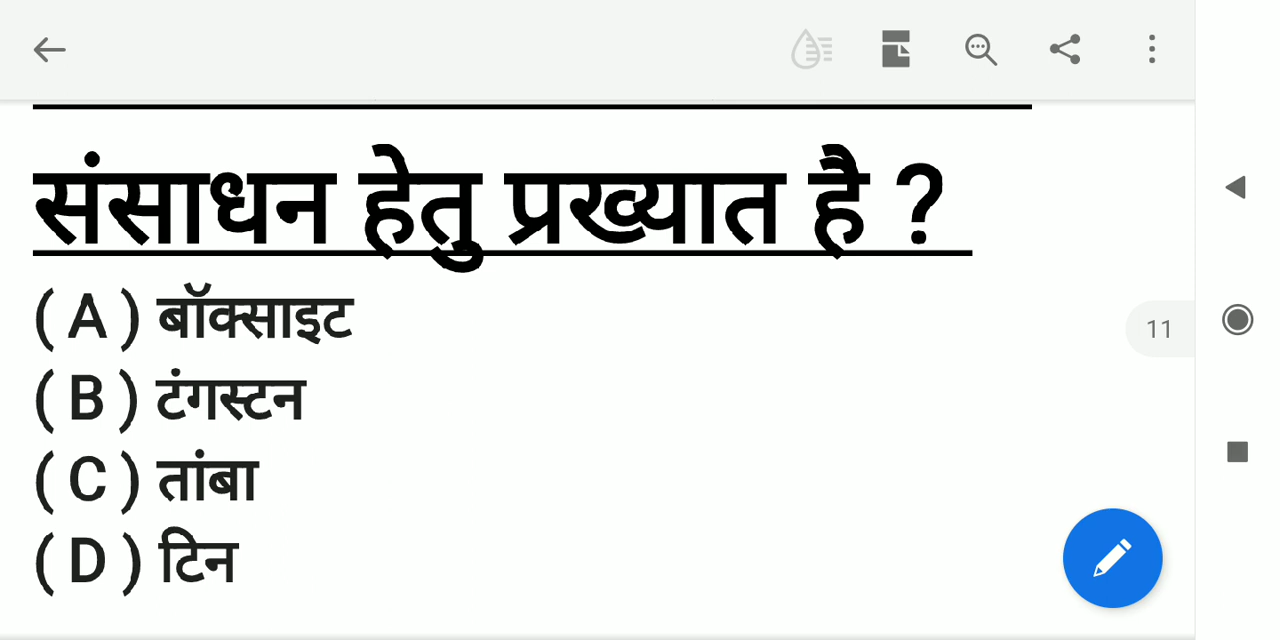 संसाधन हेतु प्रख्यात है ?
( A ) बॉक्साइट
11
( B ) टंगस्टन
( C ) तांबा
( D ) टिन